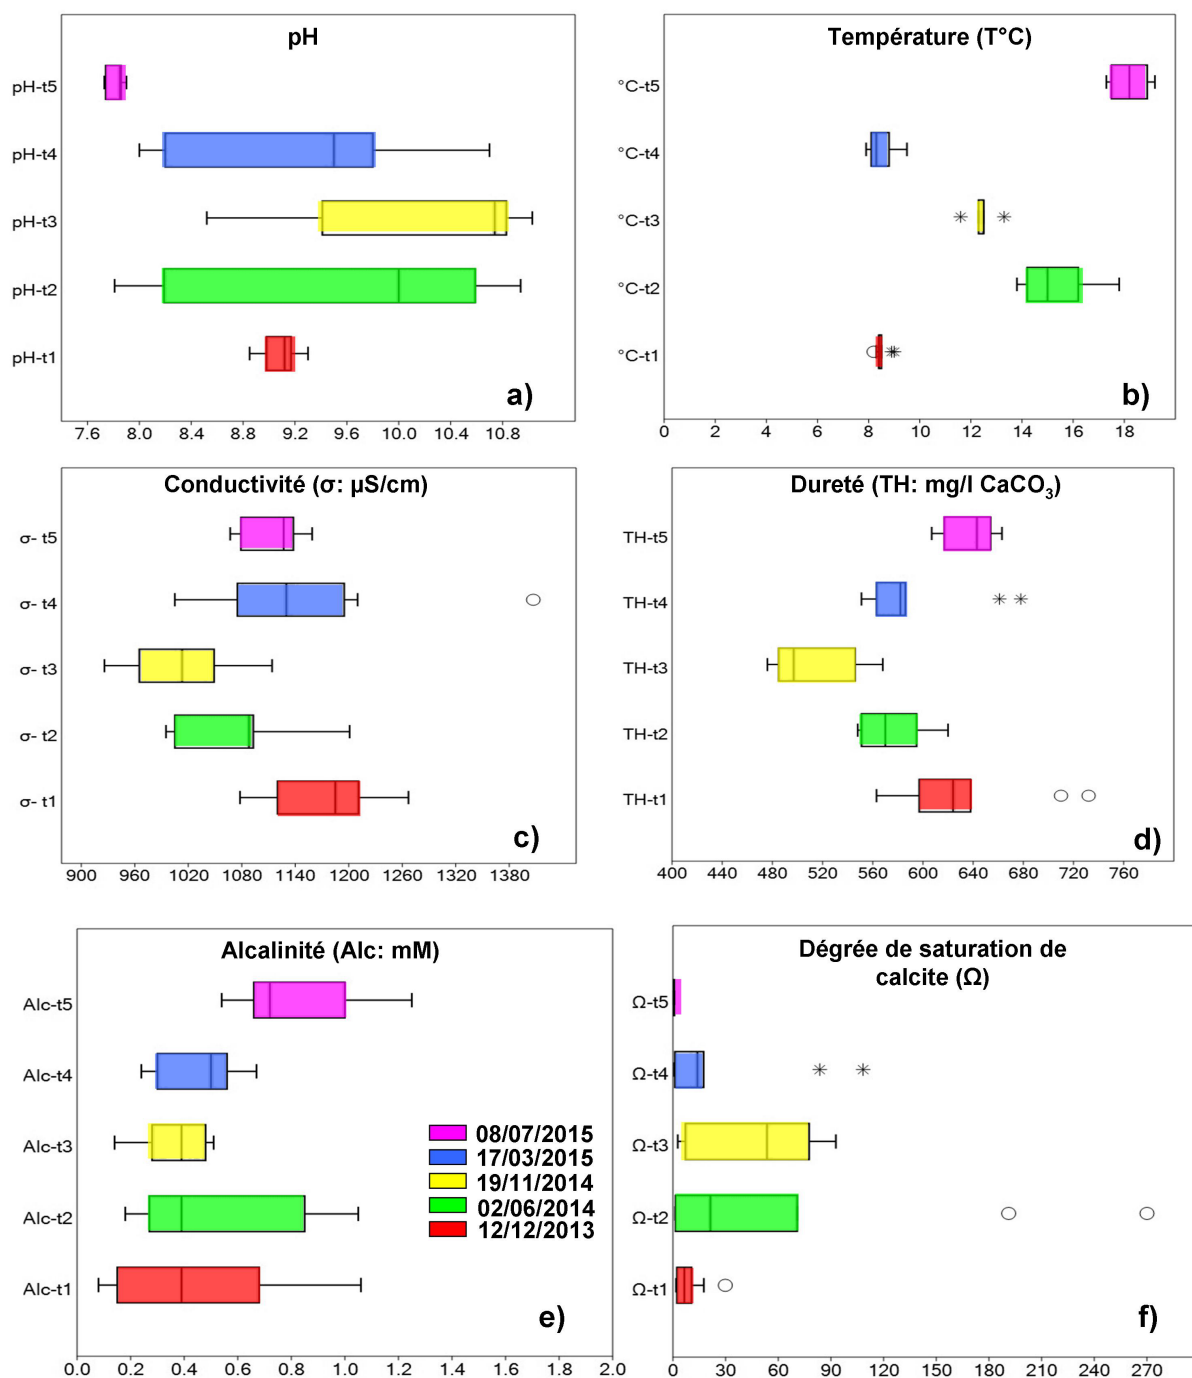 pH
pH-t5
pH-t4
pH-t3
pH-t2
pH-t1
a)
7.6 8.0 8.4 8.8 9.2 9.6 10.0 10.4 10.8
Température (T°C)
°C-t5
°C-t4
°C-t3
°C-t2
°C-t1
b)
0 2 4 6 8 10 12 14 16 18
Conductivité (σ: µS/cm)
σ- t5
σ- t4
σ- t3
σ- t2
σ- t1
c)
900 960 1020 1080 1140 1200 1260 1320 1380
Dureté (TH: mg/l CaCO₃)
TH-t5
TH-t4
TH-t3
TH-t2
TH-t1
d)
400 440 480 520 560 600 640 680 720 760
Alcalinité (Alc: mM)
Alc-t5
Alc-t4
Alc-t3
Alc-t2
Alc-t1
08/07/2015
17/03/2015
19/11/2014
02/06/2014
12/12/2013
e)
0.0 0.2 0.4 0.6 0.8 1.0 1.2 1.4 1.6 1.8 2.0
Dégrée de saturation de
calcite (Ω)
Ω-t5
Ω-t4
Ω-t3
Ω-t2
Ω-t1
f)
0 30 60 90 120 150 180 210 240 270